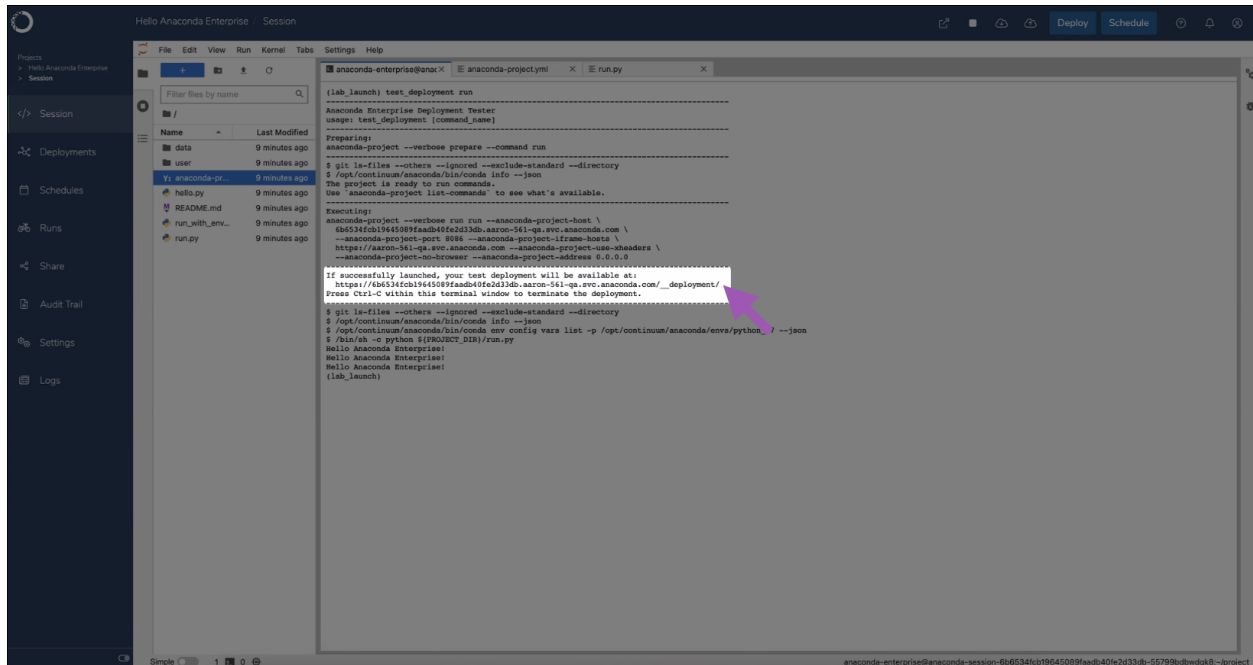 Hello Anaconda Enterprise / Session
Deploy
Schedule
Projects
> Hello Anaconda Enterprise
> Session
</> Session
Deployments
Schedules
Runs
Share
Audit Trail
Settings
Logs
File Edit View Run Kernel Tabs Settings Help
Filter files by name
/
Name Last Modified
data 9 minutes ago
user 9 minutes ago
anaconda-pr... 9 minutes ago
hello.py 9 minutes ago
README.md 9 minutes ago
run_with_env... 9 minutes ago
run.py 9 minutes ago
anaconda-enterprise@anac × anaconda-project.yml × run.py ×
(lab_launch) test_deployment run
Anaconda Enterprise Deployment Tester
usage: test_deployment [command_name]
Preparing:
anaconda-project --verbose prepare --command run
$ git ls-files --others --ignored --exclude-standard --directory
$ /opt/continuum/anaconda/bin/conda info --json
The project is ready to run commands.
Use `anaconda-project list-commands` to see what's available.
Executing:
anaconda-project --verbose run run --anaconda-project-host \
6b6534fcb19645089faadb40fe2d33db.aaron-561-qa.svc.anaconda.com \
--anaconda-project-port 8086 --anaconda-project-iframe-hosts \
https://aaron-561-qa.svc.anaconda.com --anaconda-project-use-xheaders \
--anaconda-project-no-browser --anaconda-project-address 0.0.0.0
If successfully launched, your test deployment will be available at:
https://6b6534fcb19645089faadb40fe2d33db.aaron-561-qa.svc.anaconda.com/__deployment/
Press Ctrl-C within this terminal window to terminate the deployment.
$ git ls-files --others --ignored --exclude-standard --directory
$ /opt/continuum/anaconda/bin/conda info --json
$ /opt/continuum/anaconda/bin/conda env config vars list -p /opt/continuum/anaconda/envs/python 7 --json
$ /bin/sh -c python ${PROJECT_DIR}/run.py
Hello Anaconda Enterprise!
Hello Anaconda Enterprise!
Hello Anaconda Enterprise!
(lab_launch)
Simple 1 0
anaconda-enterprise@anaconda-session-6b6534fcb19645089faadb40fe2d33db-55799bdbwdqk8:~/project